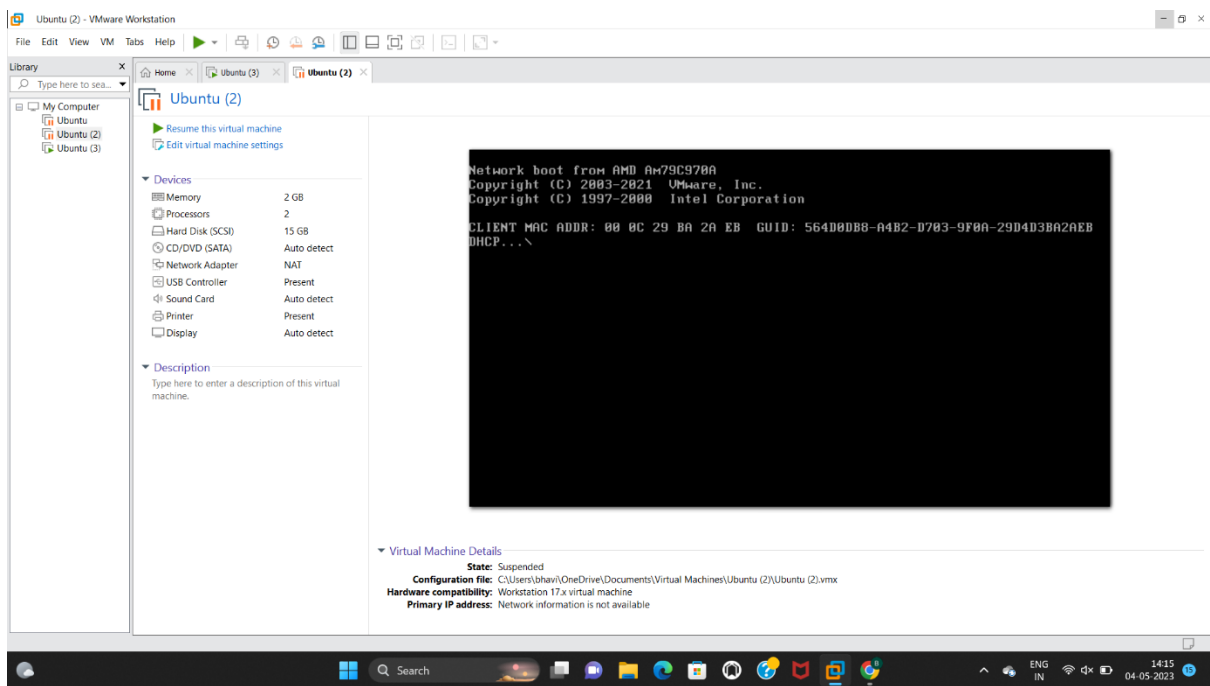 Ubuntu (2) - VMware Workstation
File Edit View VM Tabs Help
Library X
Type here to sea...
My Computer
Ubuntu
Ubuntu (2)
Ubuntu (3)
Home Ubuntu (3) Ubuntu (2)
Ubuntu (2)
Resume this virtual machine
Edit virtual machine settings
Devices
Memory 2 GB
Processors 2
Hard Disk (SCSI) 15 GB
CD/DVD (SATA) Auto detect
Network Adapter NAT
USB Controller Present
Sound Card Auto detect
Printer Present
Display Auto detect
Description
Type here to enter a description of this virtual
machine.
Network boot from AMD Am79C970A
Copyright (C) 2003-2021 VMware, Inc.
Copyright (C) 1997-2000 Intel Corporation
CLIENT MAC ADDR: 00 0C 29 BA 2A EB GUID: 564D0DB8-A4B2-D703-9F0A-29D4D3BA2AEB
DHCP...\
Virtual Machine Details
State: Suspended
Configuration file: C:\Users\bhavi\OneDrive\Documents\Virtual Machines\Ubuntu (2)\Ubuntu (2).vmx
Hardware compatibility: Workstation 17.x virtual machine
Primary IP address: Network information is not available
Search
ENG
IN
14:15
04-05-2023
15